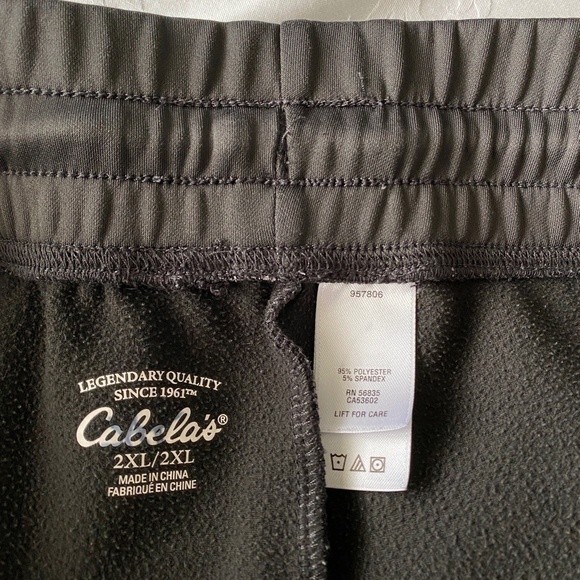 LEGENDARY QUALITY
SINCE 1961™
Cabela's®
2XL/2XL
MADE IN CHINA
FABRIQUÉ EN CHINE
957806
95% POLYESTER
5% SPANDEX
RN 56835
CA53602
LIFT FOR CARE